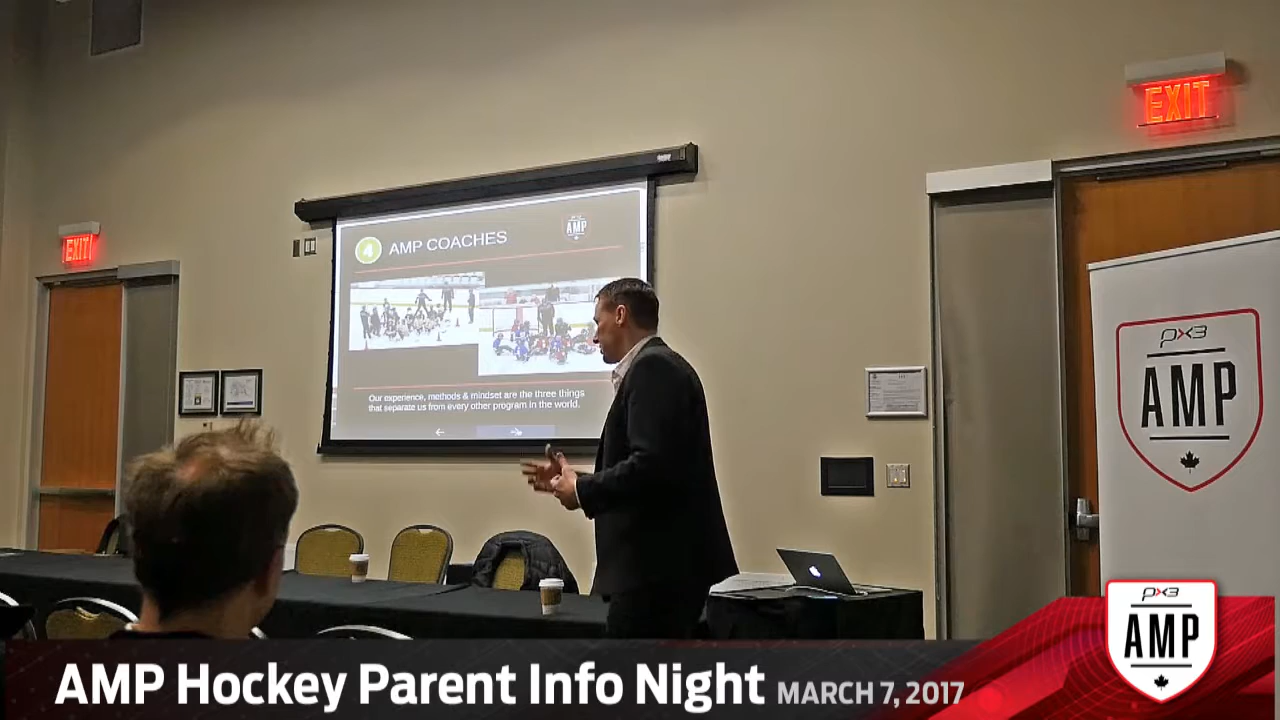 EXIT
EXIT
4
AMP COACHES
AMP
Our experience, methods & mindset are the three things
that separate us from every other program in the world.
PX3
AMP
PX3
AMP
AMP Hockey Parent Info Night MARCH 7, 2017